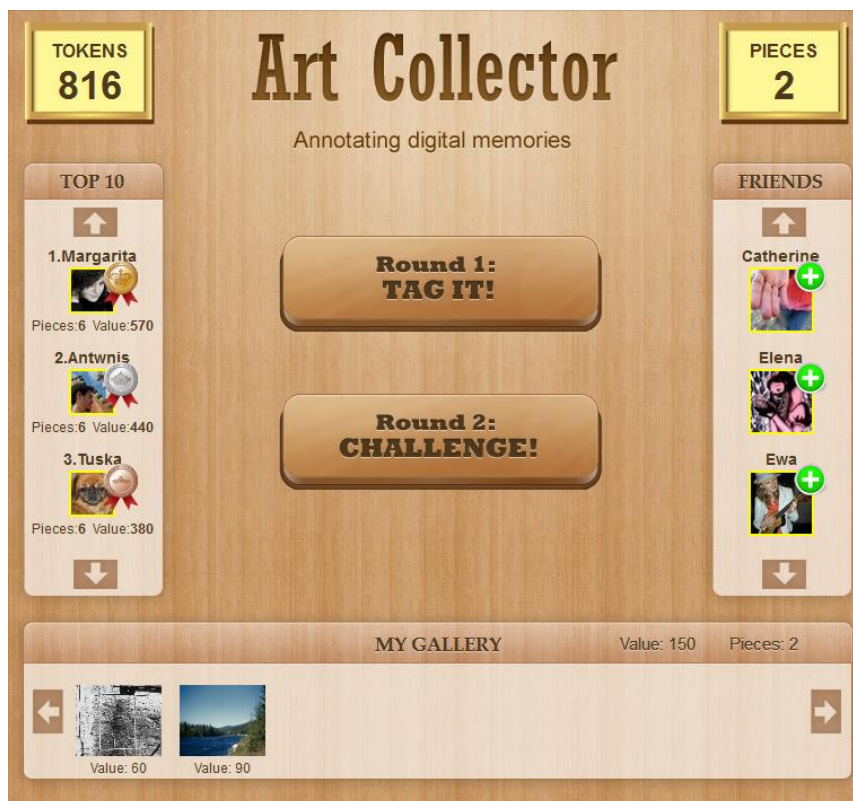 TOKENS
816
Art Collector
Annotating digital memories
PIECES
2
TOP 10
1.Margarita
Pieces:6 Value:570
2.Antwnis
Pieces:6 Value:440
3.Tuska
Pieces:6 Value:380
Round 1:
TAG IT!
Round 2:
CHALLENGE!
FRIENDS
Catherine
Elena
Ewa
MY GALLERY Value: 150 Pieces: 2
Value: 60 Value: 90